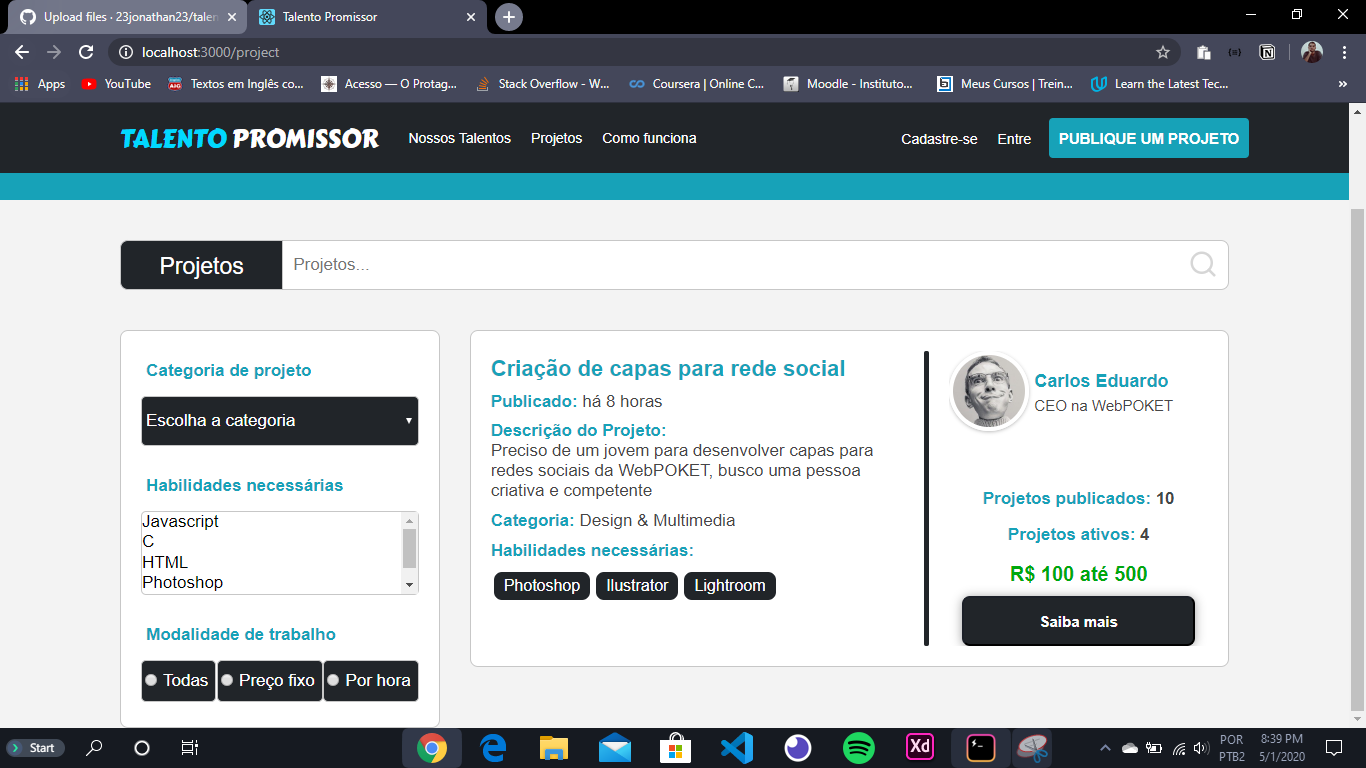 Upload files · 23jonathan23/talen
Talento Promissor
localhost:3000/project
Apps
YouTube
Textos em Inglês co...
Acesso — O Protag...
Stack Overflow - W...
Coursera | Online C...
Moodle - Instituto...
Meus Cursos | Trein...
Learn the Latest Tec...
»
TALENTO PROMISSOR
Nossos Talentos
Projetos
Como funciona
Cadastre-se
Entre
PUBLIQUE UM PROJETO
Projetos
Projetos...
Categoria de projeto
Escolha a categoria
Habilidades necessárias
Javascript
C
HTML
Photoshop
Modalidade de trabalho
Todas
Preço fixo
Por hora
Criação de capas para rede social
Publicado: há 8 horas
Descrição do Projeto:
Preciso de um jovem para desenvolver capas para
redes sociais da WebPOKET, busco uma pessoa
criativa e competente
Categoria: Design & Multimedia
Habilidades necessárias:
Photoshop
Ilustrator
Lightroom
Carlos Eduardo
CEO na WebPOKET
Projetos publicados: 10
Projetos ativos: 4
R$ 100 até 500
Saiba mais
Start
Xd
POR
PTB2
8:39 PM
5/1/2020